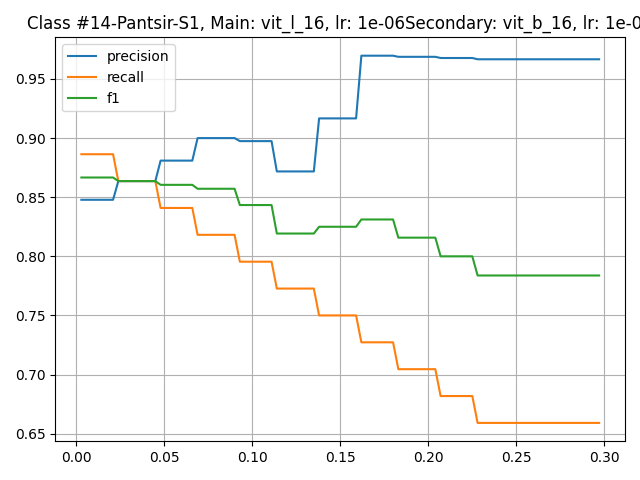 Class #14-Pantsir-S1, Main: vit_l_16, lr: 1e-06Secondary: vit_b_16, lr: 1e-0
precision
recall
f1
0.95
0.90
0.85
0.80
0.75
0.70
0.65
0.00 0.05 0.10 0.15 0.20 0.25 0.30